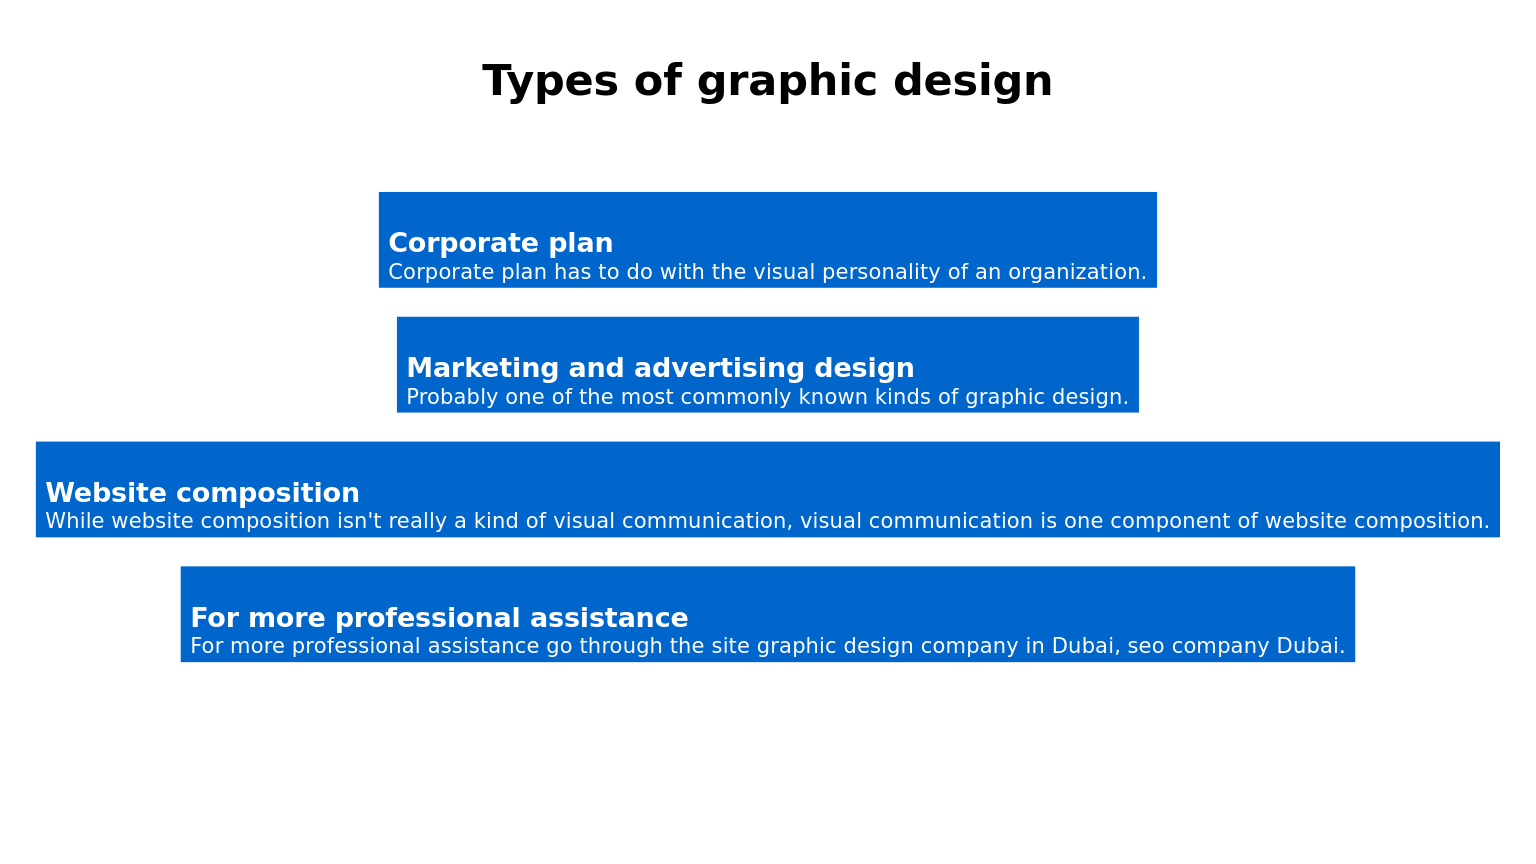 Types of graphic design
Corporate plan
Corporate plan has to do with the visual personality of an organization.
Marketing and advertising design
Probably one of the most commonly known kinds of graphic design.
Website composition
While website composition isn't really a kind of visual communication, visual communication is one component of website composition.
For more professional assistance
For more professional assistance go through the site graphic design company in Dubai, seo company Dubai.